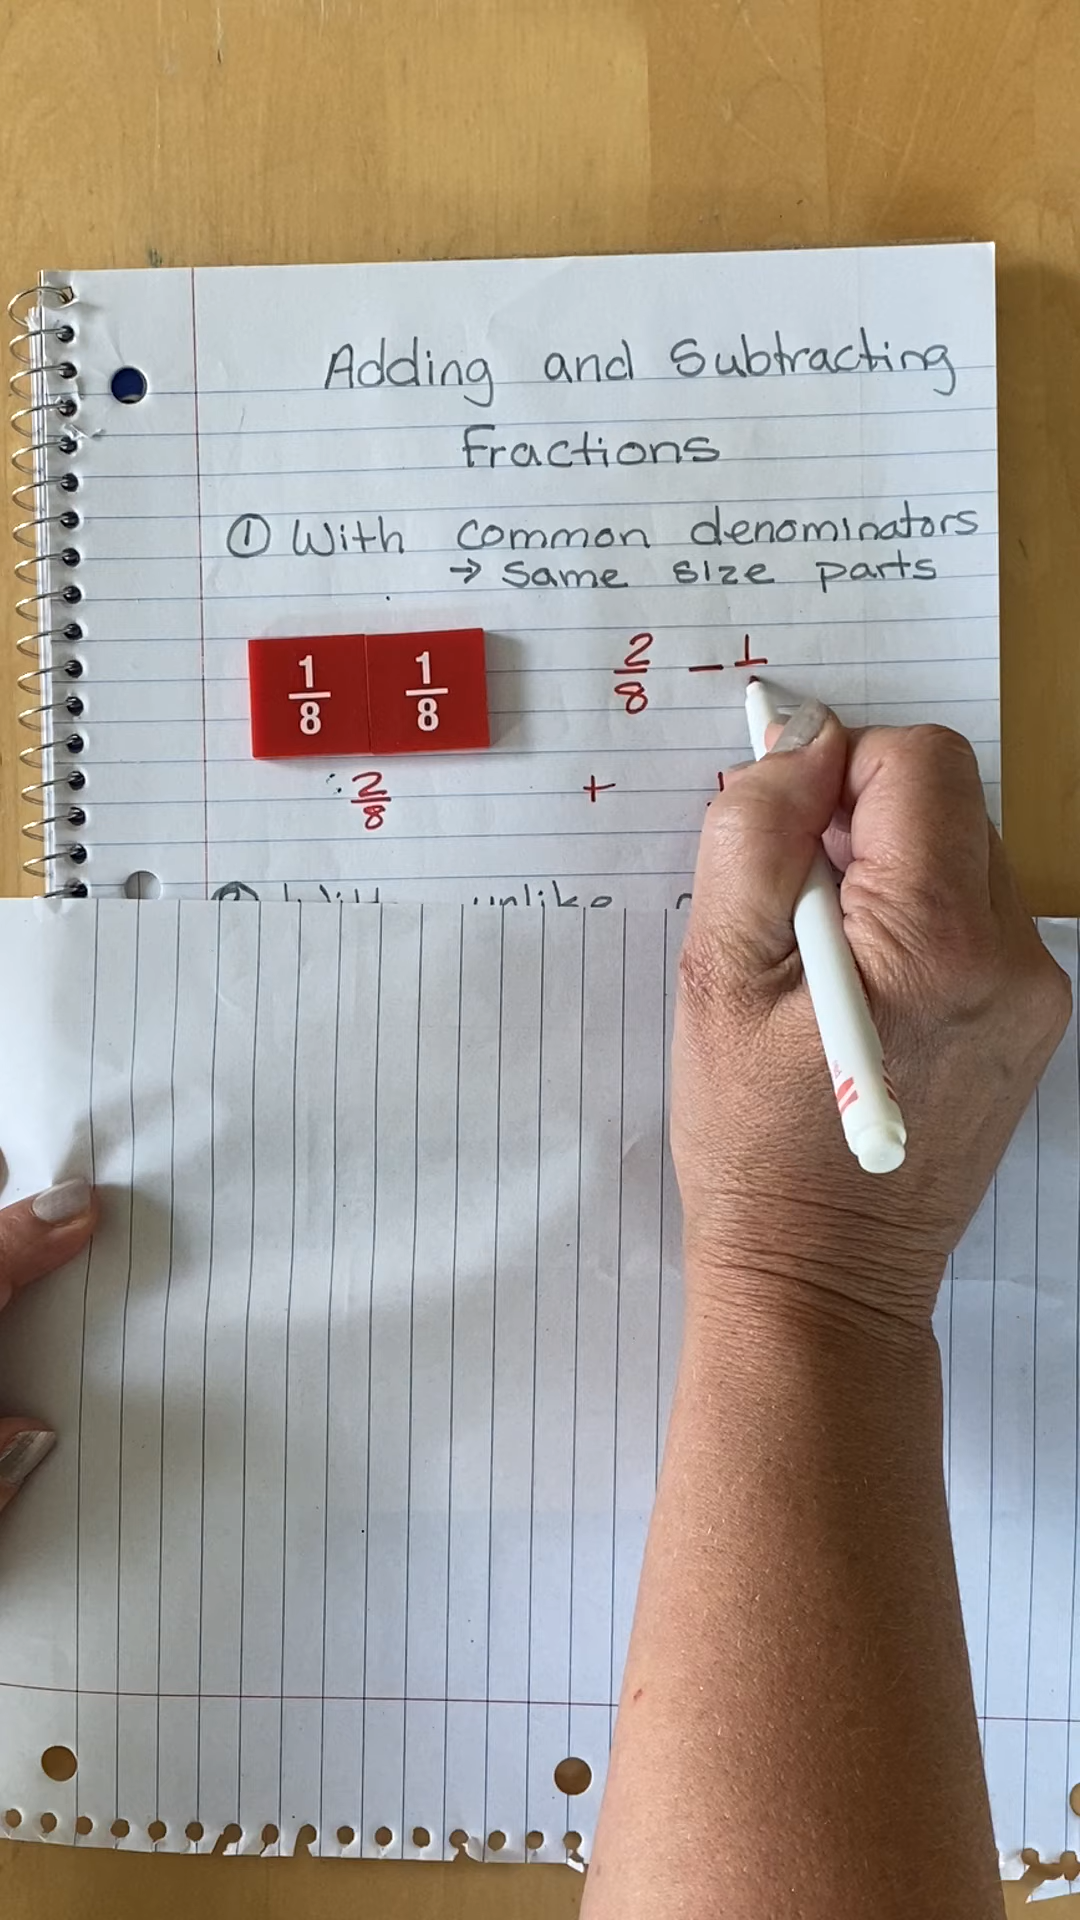 Adding and Subtracting
Fractions
① With common denominators
→ same size parts
1/8 1/8
2/8 - 1
2/8 +
unlike